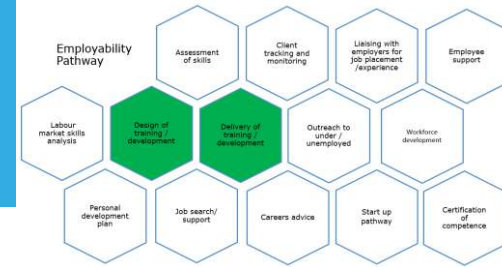 Employability
Pathway
Assessment
of skills
Client
tracking and
monitoring
Liaising with
employers for
job placement
/experience
Employee
support
Labour
market skills
analysis
Design of
training /
development
Delivery of
training /
development
Outreach to
under /
unemployed
Workforce
development
Personal
development
plan
Job search/
support
Careers advice
Start up
pathway
Certification
of
competence